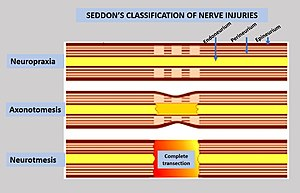 SEDDON'S CLASSIFICATION OF NERVE INJURIES
Endoneurium
Perineurium
Epineurium
Neuropraxia
Axonotomesis
Neurotmesis
Complete
transection